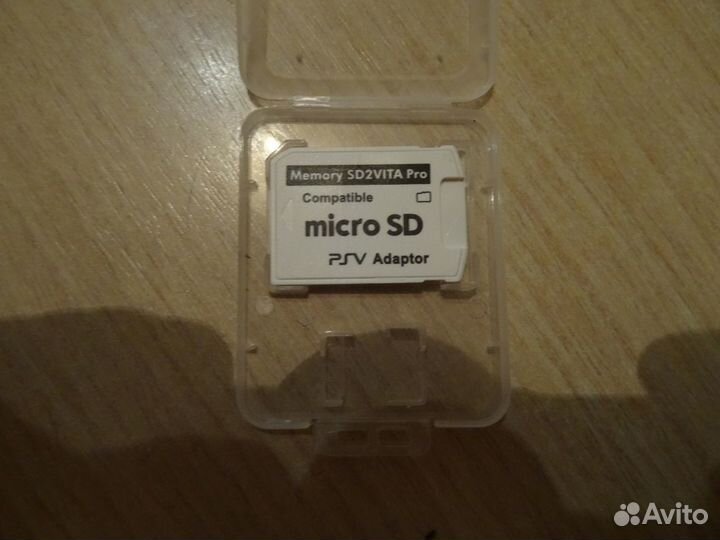 Memory SD2VITA Pro
Compatible
micro SD
PSV Adaptor
Avito